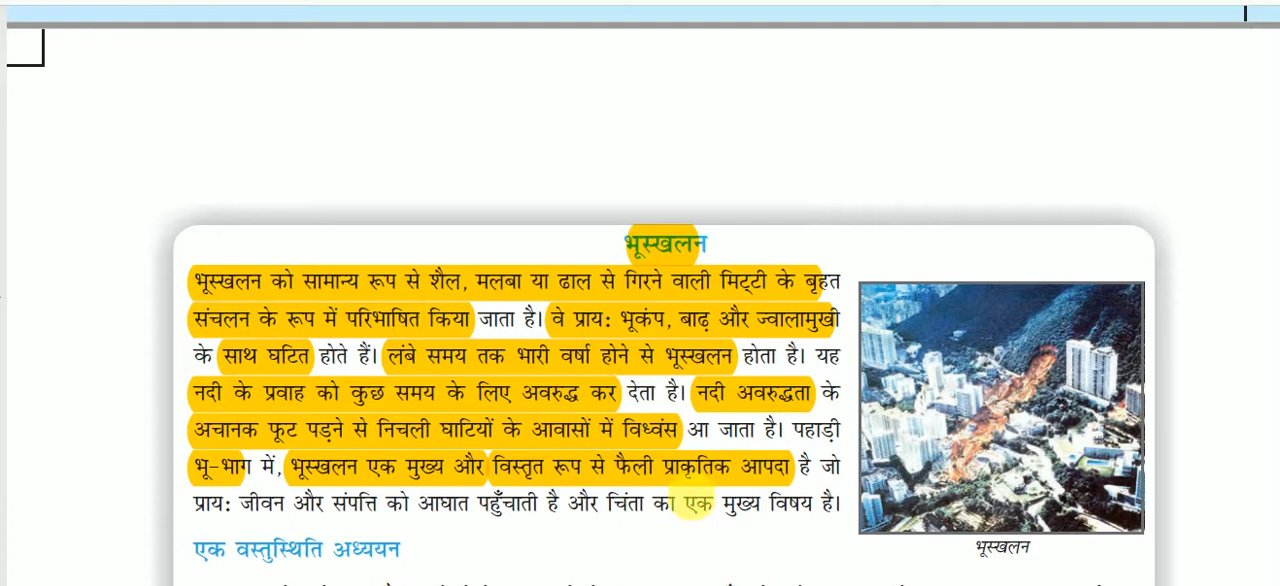 भूस्खलन
भूस्खलन को सामान्य रूप से शैल, मलबा या ढाल से गिरने वाली मिट्टी के बृहत
संचलन के रूप में परिभाषित किया जाता है। वे प्राय: भूकंप, बाढ़ और ज्वालामुखी
के साथ घटित होते हैं। लंबे समय तक भारी वर्षा होने से भूस्खलन होता है। यह
नदी के प्रवाह को कुछ समय के लिए अवरुद्ध कर देता है। नदी अवरुद्धता के
अचानक फूट पड़ने से निचली घाटियों के आवासों में विध्वंस आ जाता है। पहाड़ी
भू-भाग में, भूस्खलन एक मुख्य और विस्तृत रूप से फैली प्राकृतिक आपदा है जो
प्राय: जीवन और संपत्ति को आघात पहुँचाती है और चिंता का एक मुख्य विषय है।
भूस्खलन
एक वस्तुस्थिति अध्ययन